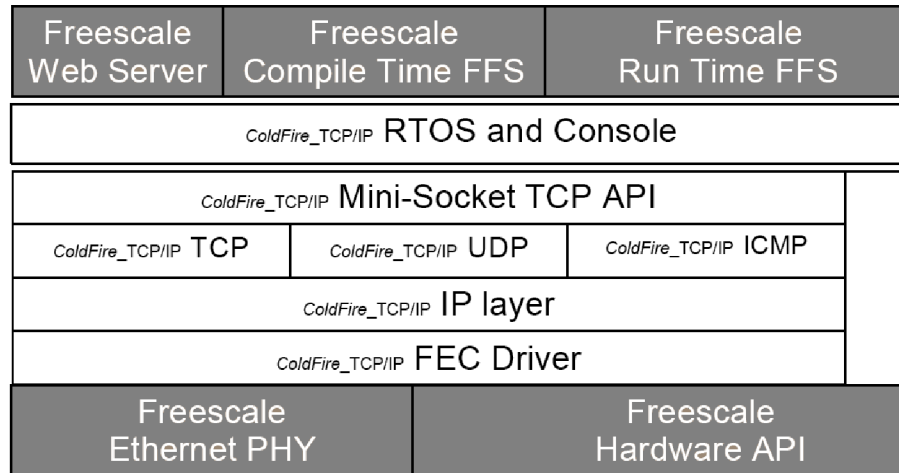 Freescale
Web Server
Freescale
Compile Time FFS
Freescale
Run Time FFS
ColdFire_TCP/IP RTOS and Console
ColdFire_TCP/IP Mini-Socket TCP API
ColdFire_TCP/IP TCP
ColdFire_TCP/IP UDP
ColdFire_TCP/IP ICMP
ColdFire_TCP/IP IP layer
ColdFire_TCP/IP FEC Driver
Freescale
Ethernet PHY
Freescale
Hardware API